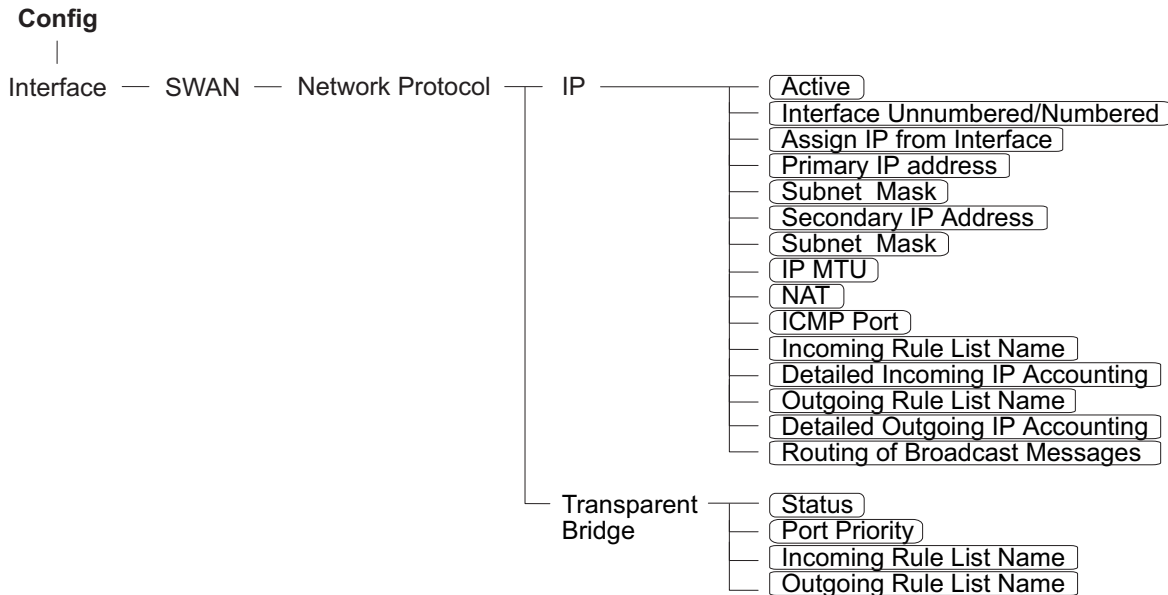 Config
Interface
SWAN
Network Protocol
IP
Active
Interface Unnumbered/Numbered
Assign IP from Interface
Primary IP address
Subnet Mask
Secondary IP Address
Subnet Mask
IP MTU
NAT
ICMP Port
Incoming Rule List Name
Detailed Incoming IP Accounting
Outgoing Rule List Name
Detailed Outgoing IP Accounting
Routing of Broadcast Messages
Transparent
Bridge
Status
Port Priority
Incoming Rule List Name
Outgoing Rule List Name